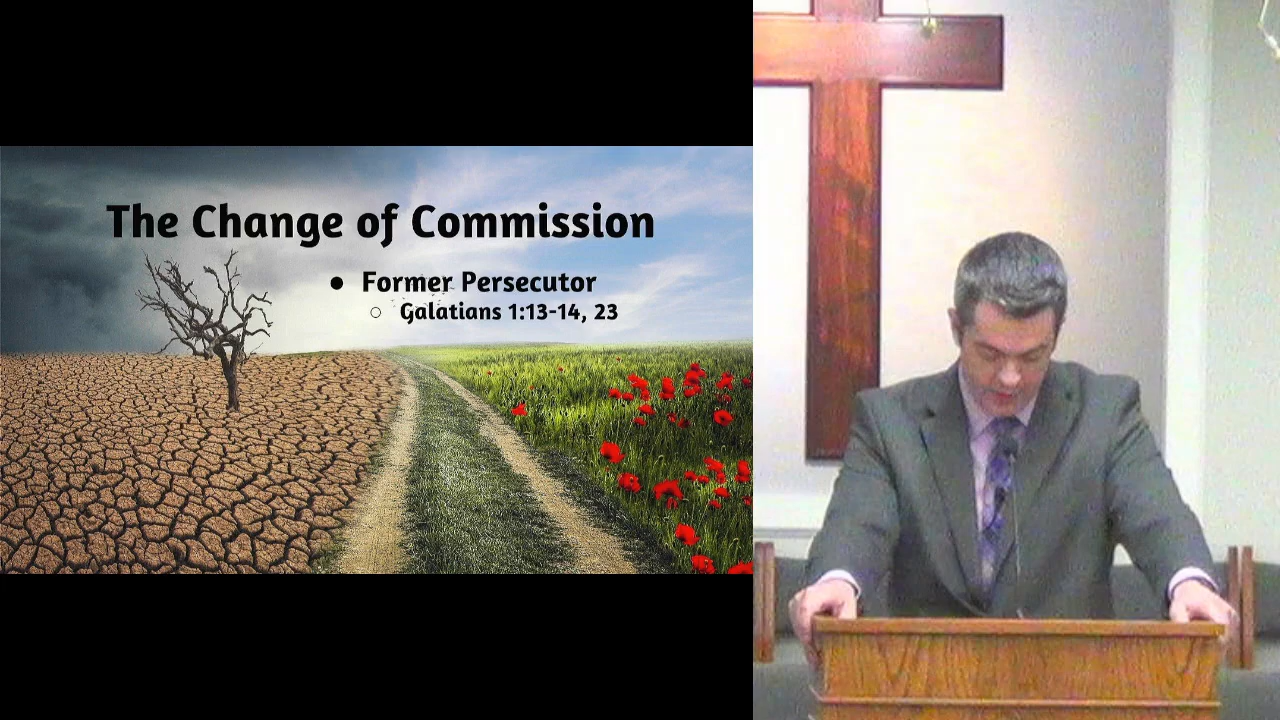 The Change of Commission
● Former Persecutor
○ Galatians 1:13-14, 23